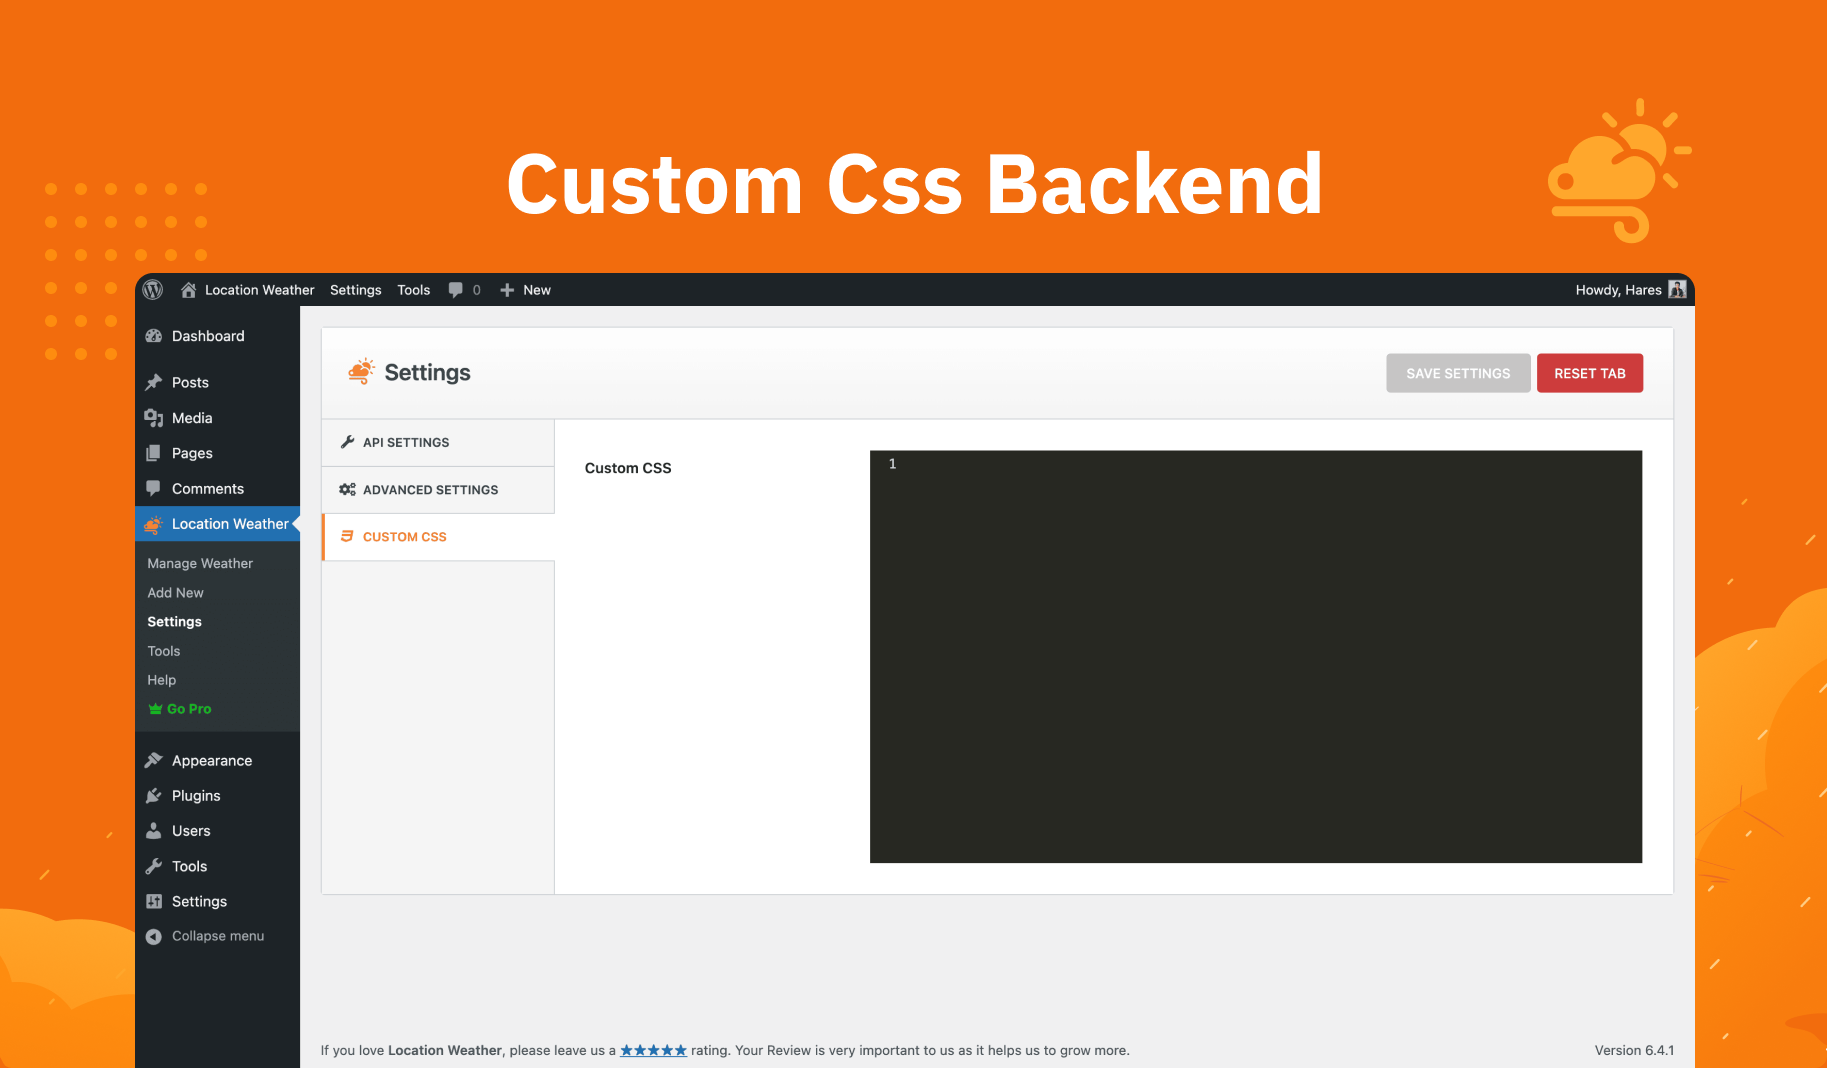 Custom Css Backend
Location Weather Settings Tools 0 New Howdy, Hares
Dashboard
Posts
Media
Pages
Comments
Location Weather
Manage Weather
Add New
Settings
Tools
Help
Go Pro
Appearance
Plugins
Users
Tools
Settings
Collapse menu
Settings
SAVE SETTINGS
RESET TAB
API SETTINGS
ADVANCED SETTINGS
CUSTOM CSS
Custom CSS
1
If you love Location Weather, please leave us a ★★★★★ rating. Your Review is very important to us as it helps us to grow more.
Version 6.4.1